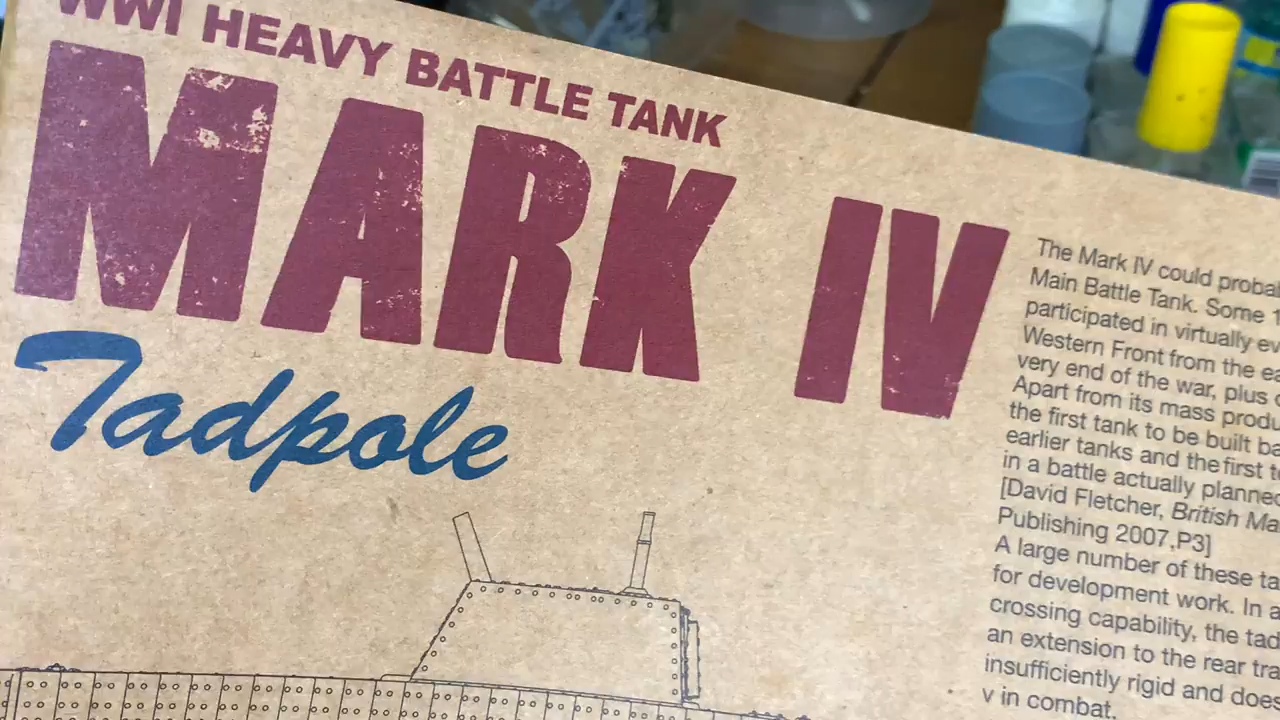 WWI HEAVY BATTLE TANK
MARK IV
Tadpole
The Mark IV could
Main Battle Tank. Some
participated in virtually
Western Front from the
very end of the war, plus
Apart from its mass
the first tank to be built
earlier tanks and the first
in a battle actually planned
[David Fletcher, British
Publishing 2007,P3]
A large number of these
for development work. In
crossing capability, the
an extension to the rear
insufficiently rigid and
v in combat.